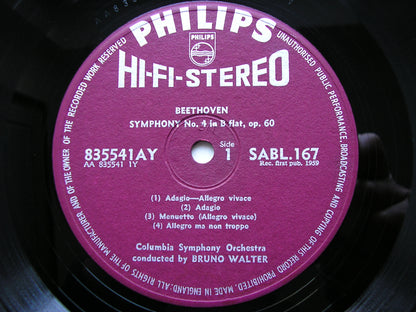 PHILIPS
PHILIPS
HI-FI-STEREO
BEETHOVEN
SYMPHONY No. 4 in B flat, op. 60
835541AY
AA 835541 1Y
Side
1
SABL.167
Rec. first pub. 1959
(1) Adagio—Allegro vivace
(2) Adagio
(3) Menuetto (Allegro vivace)
(4) Allegro ma non troppo
Columbia Symphony Orchestra
conducted by BRUNO WALTER
MADE IN ENGLAND. ALL RIGHTS OF THE MANUFACTURER AND OF THE OWNER OF THE RECORDED WORK RESERVED
UNAUTHORISED PUBLIC PERFORMANCE, BROADCASTING AND COPYING OF THIS RECORD PROHIBITED.